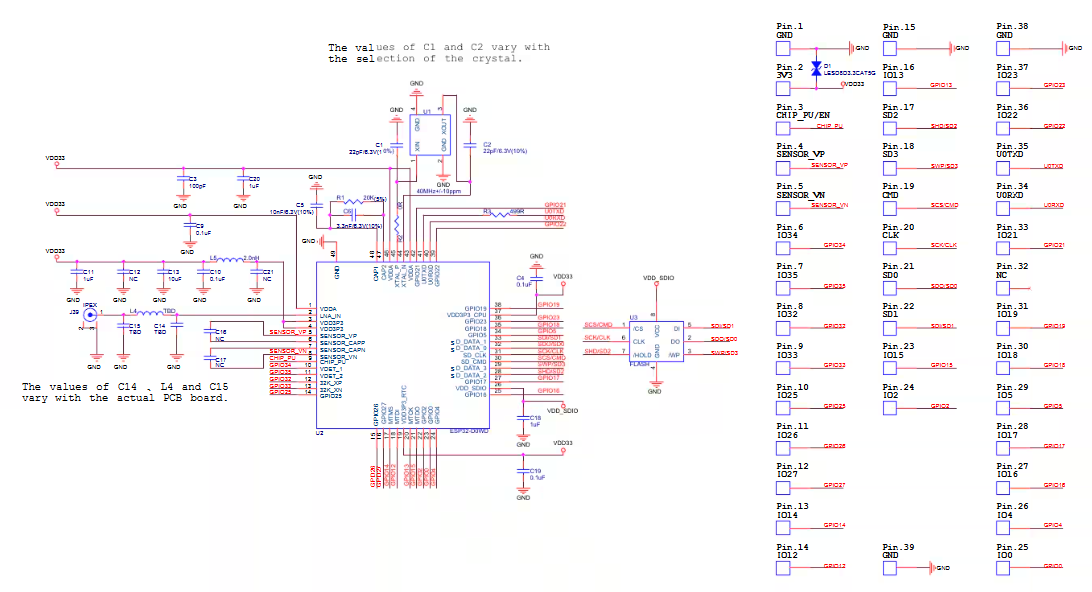 The values of C1 and C2 vary with
the selection of the crystal.
GND
U1
GND
XOUT
XIN
GND
GND
GND
C1
22pF/6.3V(10%)
C2
22pF/6.3V(10%)
GND
40MHz+/-10ppm
VDD33
C3
100pF
C20
1uF
GND
GND
VDD33
C9
0.1uF
GND
GND
C5
10nF/6.3V(10%)
R1
20K(5%)
C6
3.3nF/6.3V(10%)
R3
499R
GPIO21
U0TXD
U0RXD
GPIO22
GND
VDD33
L5
2.0nH
C11
1uF
C12
NC
C13
10uF
C10
0.1uF
C21
NC
GND
GND
GND
GND
GND
J39
IPEX
L4
TBD
C15
TBD
C14
TBD
GND
GND
GND
C16
NC
C17
NC
SENSOR_VP
SENSOR_VN
CHIP_PU
GPIO34
GPIO35
GPIO32
GPIO33
GPIO25
VDDA
LNA_IN
VDD3P3
VDD3P3
SENSOR_VP
SENSOR_CAPP
SENSOR_CAPN
SENSOR_VN
CHIP_PU
VDET_1
VDET_2
32K_XP
32K_XN
GPIO25
GND
CAP1
CAP2
VDDA
XTAL_P
XTAL_N
VDDA
GPIO21
U0TXD
U0RXD
GPIO22
GPIO19
VDD3P3_CPU
GPIO23
GPIO18
GPIO5
SD_DATA_1
SD_DATA_0
SD_CLK
SD_CMD
SD_DATA_3
SD_DATA_2
GPIO17
VDD_SDIO
GPIO16
GPIO26
GPIO27
MTMS
MTDI
VDD3P3_RTC
MTCK
MTDO
GPIO2
GPIO0
GPIO4
U2
ESP32-D0WD
GND
C4
0.1uF
VDD33
GPIO19
GPIO23
GPIO18
GPIO5
SDI/SD1
SDO/SD0
SCK/CLK
SCS/CMD
SWP/SD3
SHD/SD2
GPIO17
GPIO16
VDD_SDIO
C18
1uF
GND
VDD33
C19
0.1uF
GND
VDD_SDIO
U3
SCS/CMD
SCK/CLK
SHD/SD2
/CS
CLK
/HOLD
VCC
GND
DI
DO
/WP
SDI/SD1
SDO/SD0
SWP/SD3
FLASH
GND
The values of C14 、L4 and C15
vary with the actual PCB board.
Pin.1
GND
GND
D1
LESD8D3.3CAT5G
VDD33
Pin.2
3V3
Pin.3
CHIP_PU/EN
CHIP_PU
Pin.4
SENSOR_VP
SENSOR_VP
Pin.5
SENSOR_VN
SENSOR_VN
Pin.6
IO34
GPIO34
Pin.7
IO35
GPIO35
Pin.8
IO32
GPIO32
Pin.9
IO33
GPIO33
Pin.10
IO25
GPIO25
Pin.11
IO26
GPIO26
Pin.12
IO27
GPIO27
Pin.13
IO14
GPIO14
Pin.14
IO12
GPIO12
Pin.15
GND
GND
Pin.16
IO13
GPIO13
Pin.17
SD2
SHD/SD2
Pin.18
SD3
SWP/SD3
Pin.19
CMD
SCS/CMD
Pin.20
CLK
SCK/CLK
Pin.21
SD0
SDO/SD0
Pin.22
SD1
SDI/SD1
Pin.23
IO15
GPIO15
Pin.24
IO2
GPIO2
Pin.39
GND
GND
Pin.38
GND
GND
Pin.37
IO23
GPIO23
Pin.36
IO22
GPIO22
Pin.35
U0TXD
U0TXD
Pin.34
U0RXD
U0RXD
Pin.33
IO21
GPIO21
Pin.32
NC
Pin.31
IO19
GPIO19
Pin.30
IO18
GPIO18
Pin.29
IO5
GPIO5
Pin.28
IO17
GPIO17
Pin.27
IO16
GPIO16
Pin.26
IO4
GPIO4
Pin.25
IO0
GPIO0